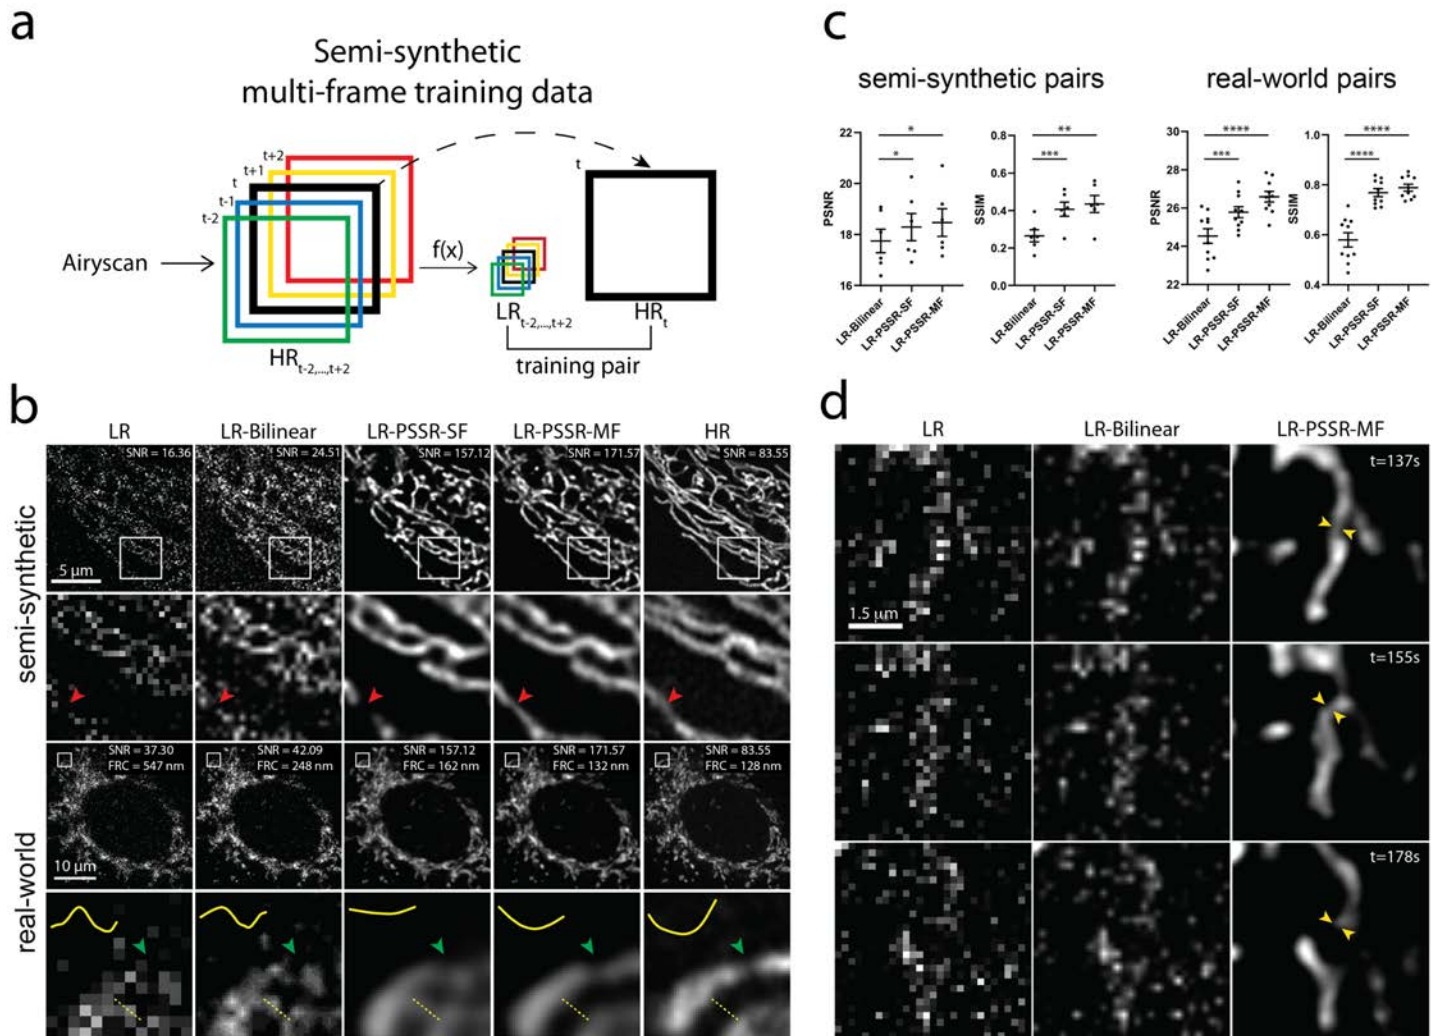 a
Semi-synthetic
multi-frame training data
t+2
t+1
t
t-1
t-2
Airyscan
f(x)
t
HRt-2,...,t+2
LRt-2,...,t+2
HRt
training pair
c
semi-synthetic pairs
real-world pairs
22
20
18
16
PSNR
*
*
LR-Bilinear
LR-PSSR-SF
LR-PSSR-MF
0.8
0.6
0.4
0.2
0.0
SSIM
**
***
LR-Bilinear
LR-PSSR-SF
LR-PSSR-MF
30
28
26
24
22
PSNR
****
***
LR-Bilinear
LR-PSSR-SF
LR-PSSR-MF
1.0
0.8
0.6
0.4
SSIM
****
****
LR-Bilinear
LR-PSSR-SF
LR-PSSR-MF
b
LR
LR-Bilinear
LR-PSSR-SF
LR-PSSR-MF
HR
semi-synthetic
SNR = 16.36
SNR = 24.51
SNR = 157.12
SNR = 171.57
SNR = 83.55
5 µm
real-world
SNR = 37.30
FRC = 547 nm
SNR = 42.09
FRC = 248 nm
SNR = 157.12
FRC = 162 nm
SNR = 171.57
FRC = 132 nm
SNR = 83.55
FRC = 128 nm
10 µm
d
LR
LR-Bilinear
LR-PSSR-MF
t=137s
1.5 µm
t=155s
t=178s